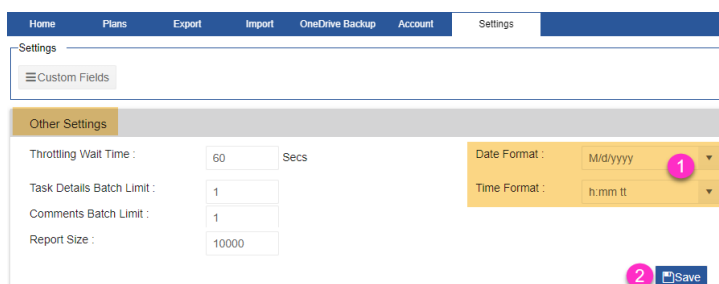 Home Plans Export Import OneDrive Backup Account Settings
Settings
Custom Fields
Other Settings
Throttling Wait Time : 60 Secs Date Format : M/d/yyyy 1
Task Details Batch Limit : 1 Time Format : h:mm tt
Comments Batch Limit : 1
Report Size : 10000
2 Save